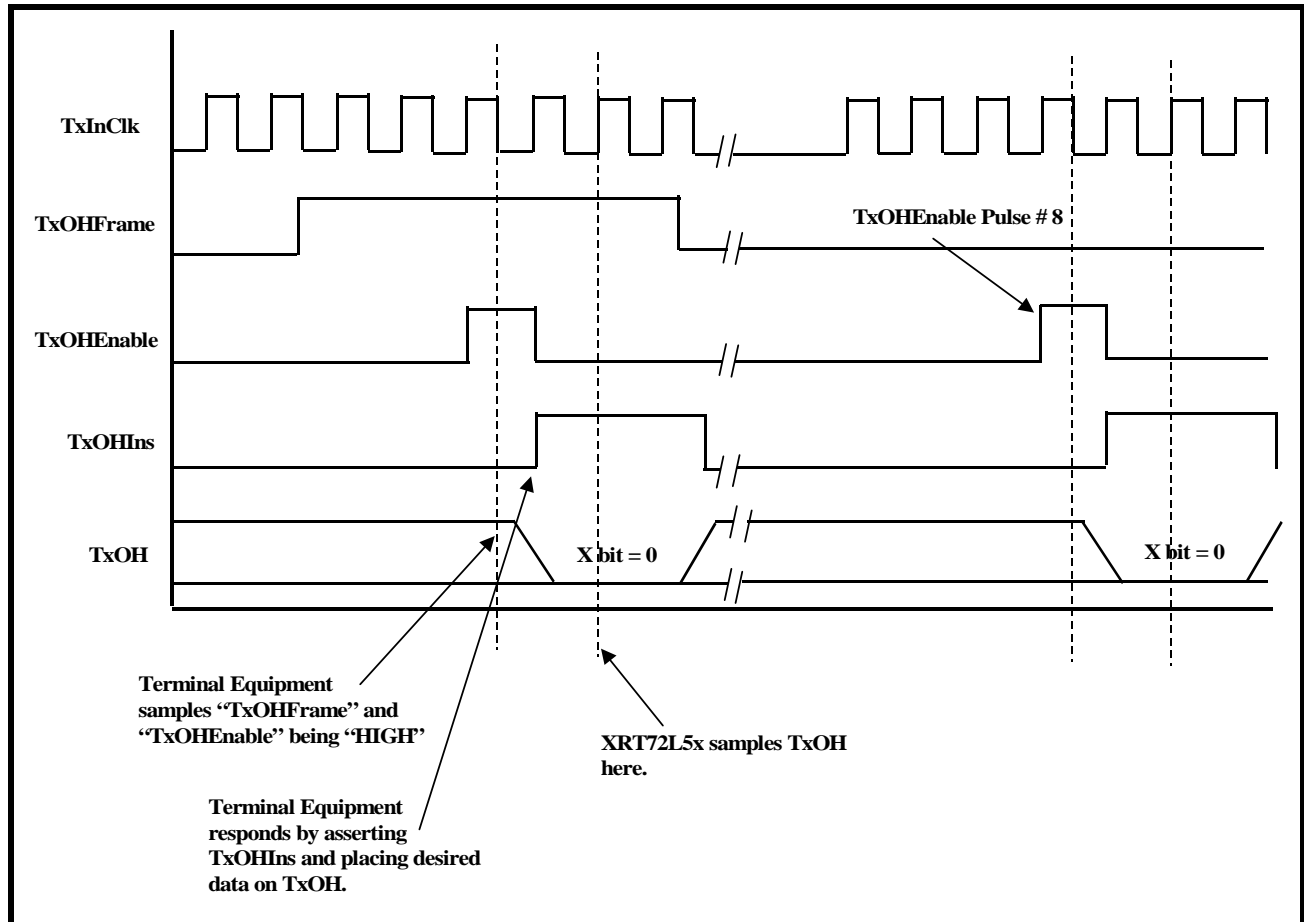 TxInClk
TxOHFrame
TxOHEnable Pulse # 8
TxOHEnable
TxOHIns
TxOH
X bit = 0
X bit = 0
Terminal Equipment
samples “TxOHFrame” and
“TxOHEnable” being “HIGH”
XRT72L5x samples TxOH
here.
Terminal Equipment
responds by asserting
TxOHIns and placing desired
data on TxOH.